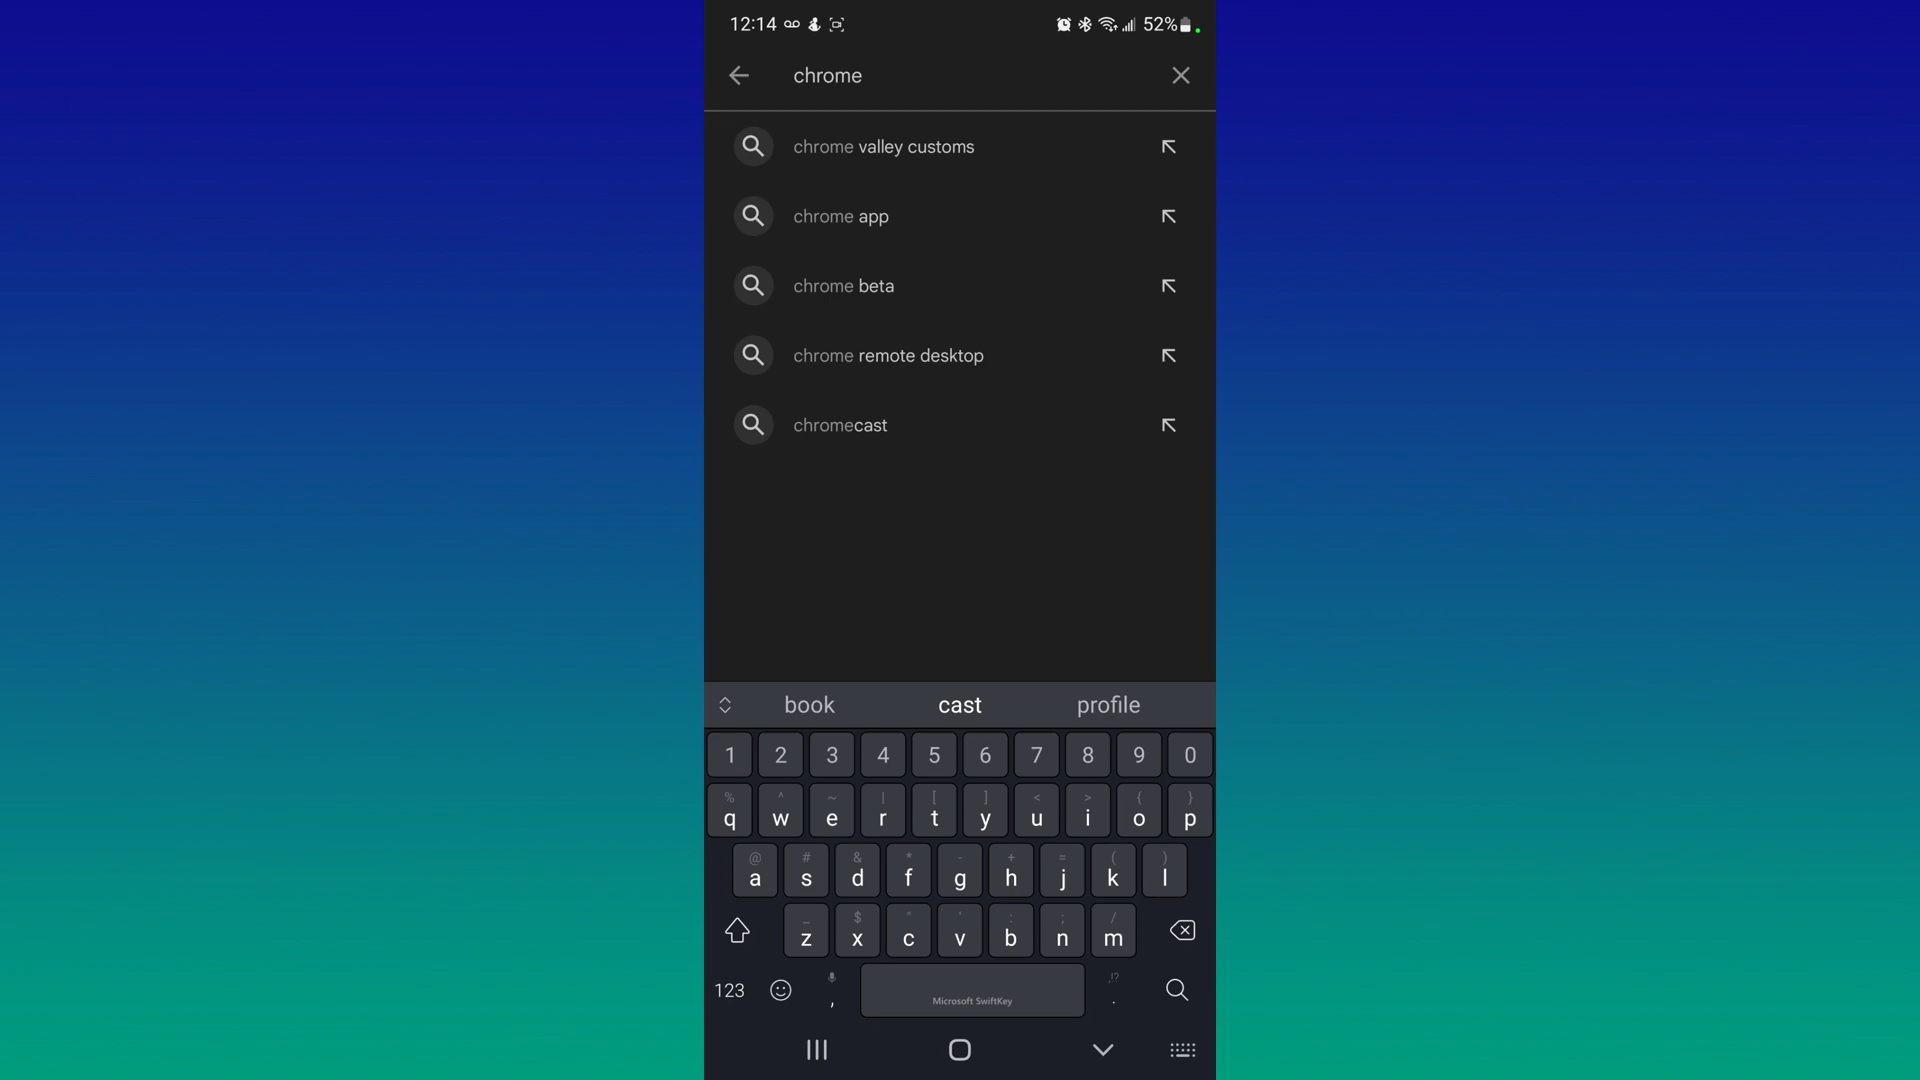 12:14 52%
chrome
chrome valley customs
chrome app
chrome beta
chrome remote desktop
chromecast
book cast profile
1 2 3 4 5 6 7 8 9 0
% ^ ~ | [ ] < > { }
q w e r t y u i o p
@ # & * - + = ( )
a s d f g h j k l
_ $ " ' : ; /
z x c v b n m
123 , Microsoft SwiftKey ,!? .